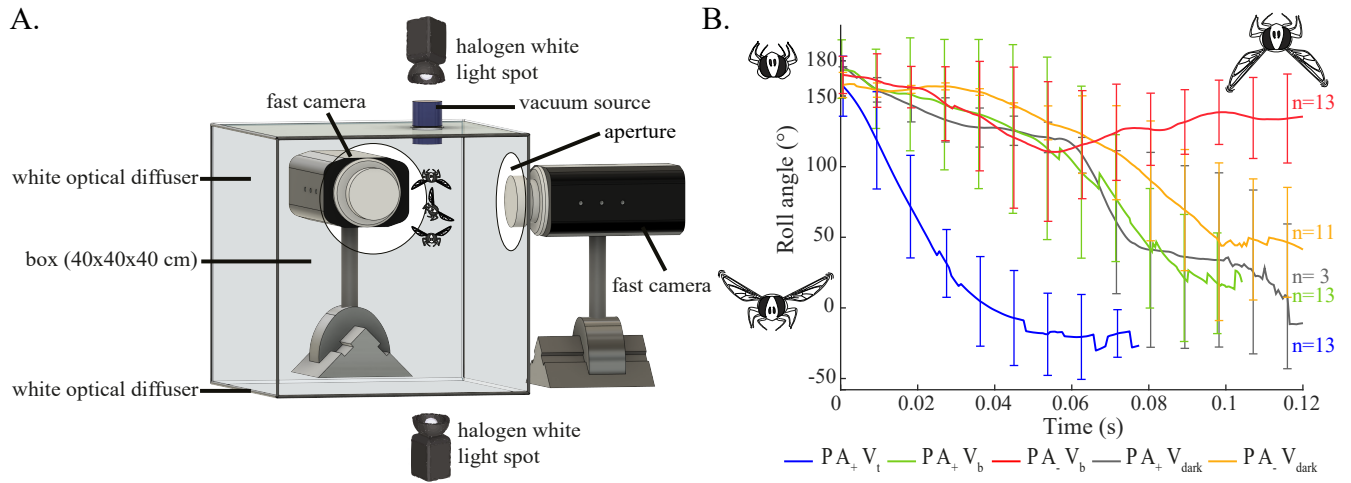 A.
halogen white
light spot
fast camera
vacuum source
aperture
white optical diffuser
box (40x40x40 cm)
fast camera
white optical diffuser
halogen white
light spot
B.
Roll angle (°)
180
150
100
50
0
-50
n=13
n=11
n= 3
n=13
n=13
0
0.02
0.04
0.06
0.08
0.1
0.12
Time (s)
PA+ Vt
PA+ Vb
PA- Vb
PA+ Vdark
PA- Vdark